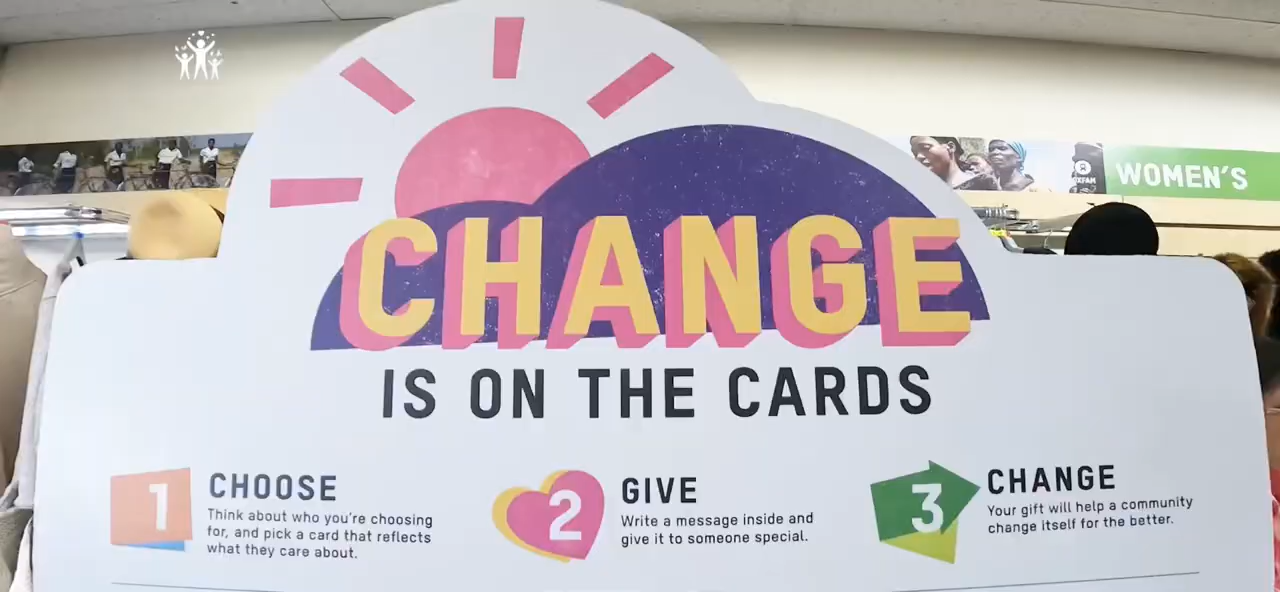 OXFAM
WOMEN'S
CHANGE
IS ON THE CARDS
1
CHOOSE
Think about who you're choosing
for, and pick a card that reflects
what they care about.
2
GIVE
Write a message inside and
give it to someone special.
3
CHANGE
Your gift will help a community
change itself for the better.